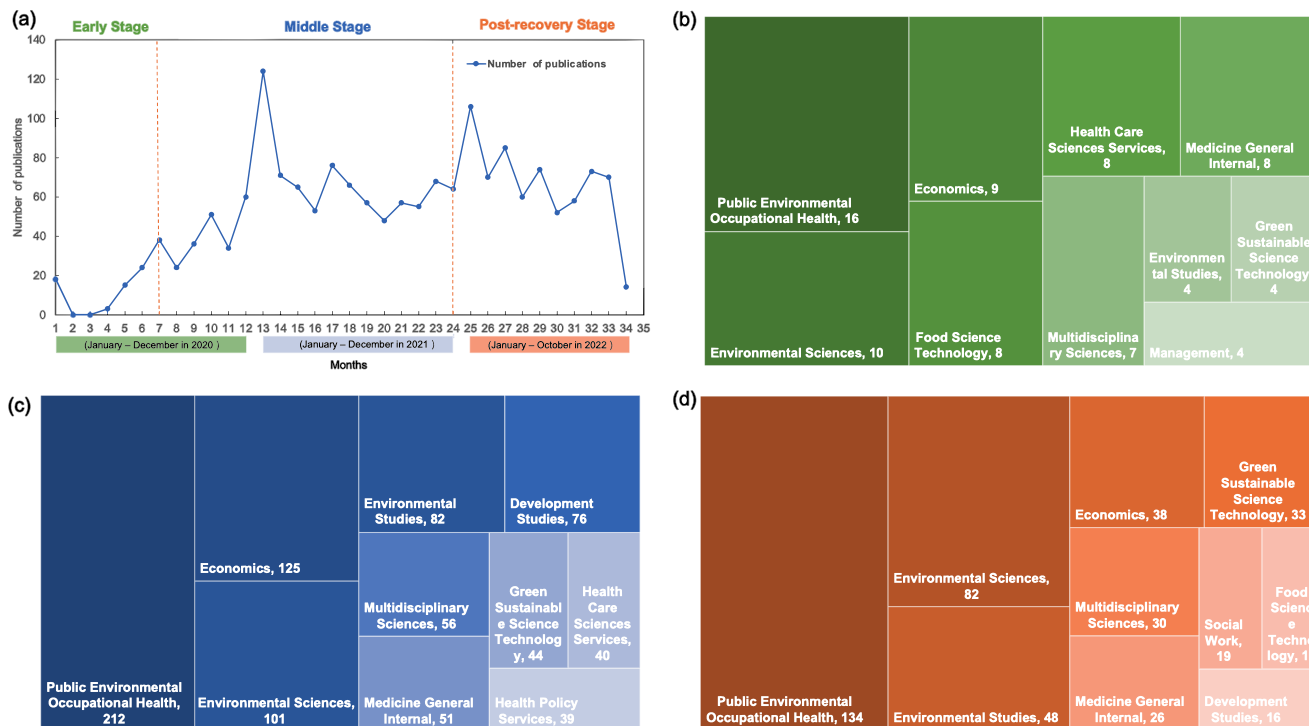 (a)
Early Stage
Middle Stage
Post-recovery Stage
140
120
100
80
60
40
20
0
Number of publications
Number of publications
1 2 3 4 5 6 7 8 9 10 11 12 13 14 15 16 17 18 19 20 21 22 23 24 25 26 27 28 29 30 31 32 33 34 35
(January – December in 2020)
(January – December in 2021)
(January – October in 2022)
Months
(b)
Public Environmental
Occupational Health, 16
Environmental Sciences, 10
Economics, 9
Food Science
Technology, 8
Health Care
Sciences Services,
8
Medicine General
Internal, 8
Multidisciplina
ry Sciences, 7
Environmen
tal Studies,
4
Green
Sustainable
Science
Technology
4
Management, 4
(c)
Public Environmental
Occupational Health,
212
Economics, 125
Environmental Sciences,
101
Environmental
Studies, 82
Development
Studies, 76
Multidisciplinary
Sciences, 56
Medicine General
Internal, 51
Green
Sustainabl
e Science
Technolog
y, 44
Health Care
Sciences
Services,
40
Health Policy
Services, 39
(d)
Public Environmental
Occupational Health, 134
Environmental Sciences,
82
Environmental Studies, 48
Economics, 38
Green
Sustainable
Science
Technology, 33
Multidisciplinary
Sciences, 30
Medicine General
Internal, 26
Social
Work,
19
Food
Scienc
e
Techno
logy, 1
Development
Studies, 16